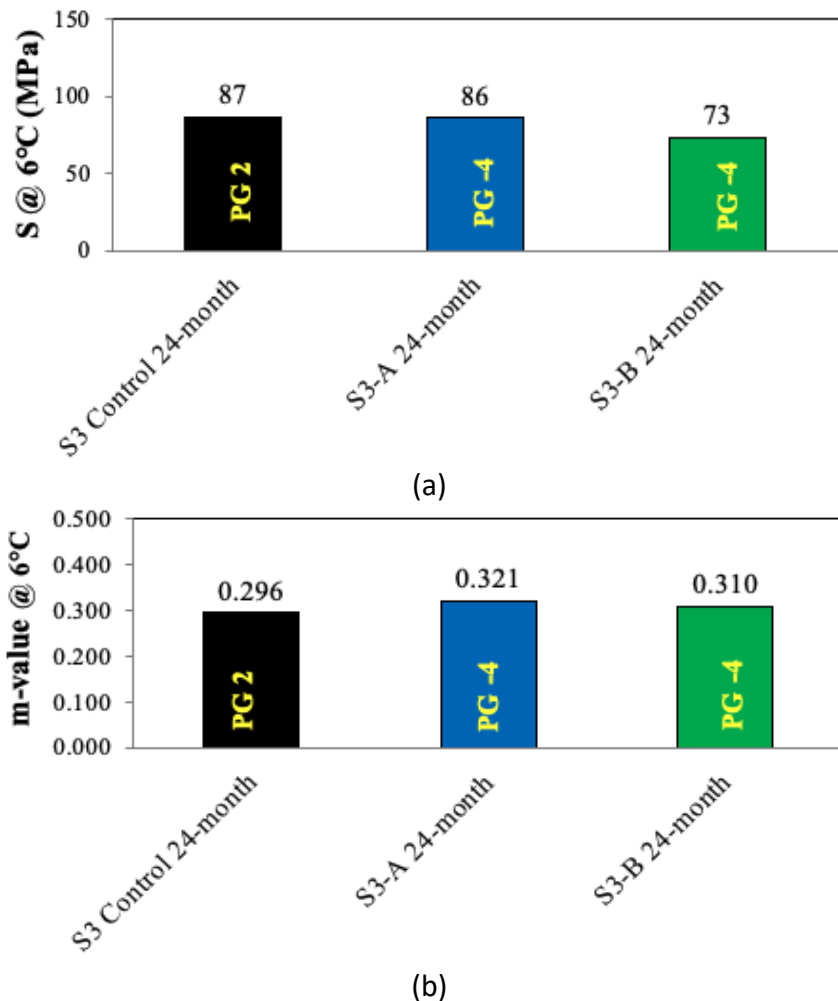 S @ 6°C (MPa)
150
100
50
0
87
86
73
PG 2
PG -4
PG -4
S3 Control 24-month
S3-A 24-month
S3-B 24-month
(a)
m-value @ 6°C
0.500
0.400
0.300
0.200
0.100
0.000
0.296
0.321
0.310
PG 2
PG -4
PG -4
S3 Control 24-month
S3-A 24-month
S3-B 24-month
(b)